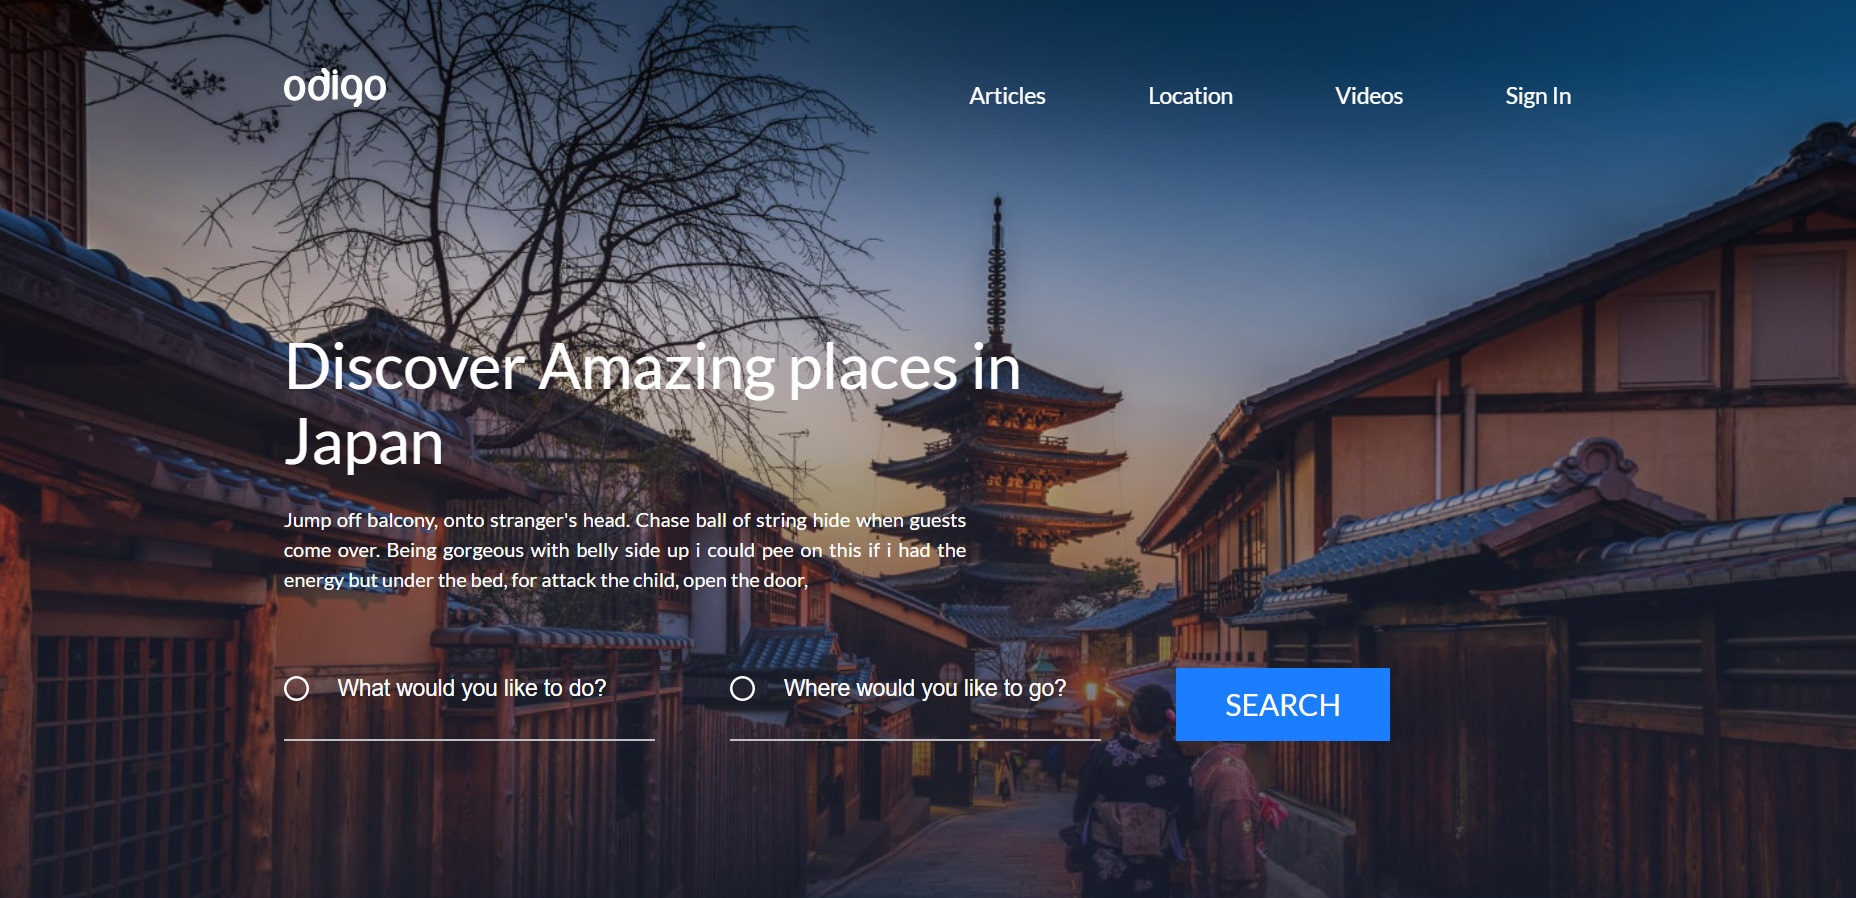 odigo
Articles
Location
Videos
Sign In
Discover Amazing places in
Japan
Jump off balcony, onto stranger's head. Chase ball of string hide when guests
come over. Being gorgeous with belly side up i could pee on this if i had the
energy but under the bed, for attack the child, open the door,
What would you like to do?
Where would you like to go?
SEARCH